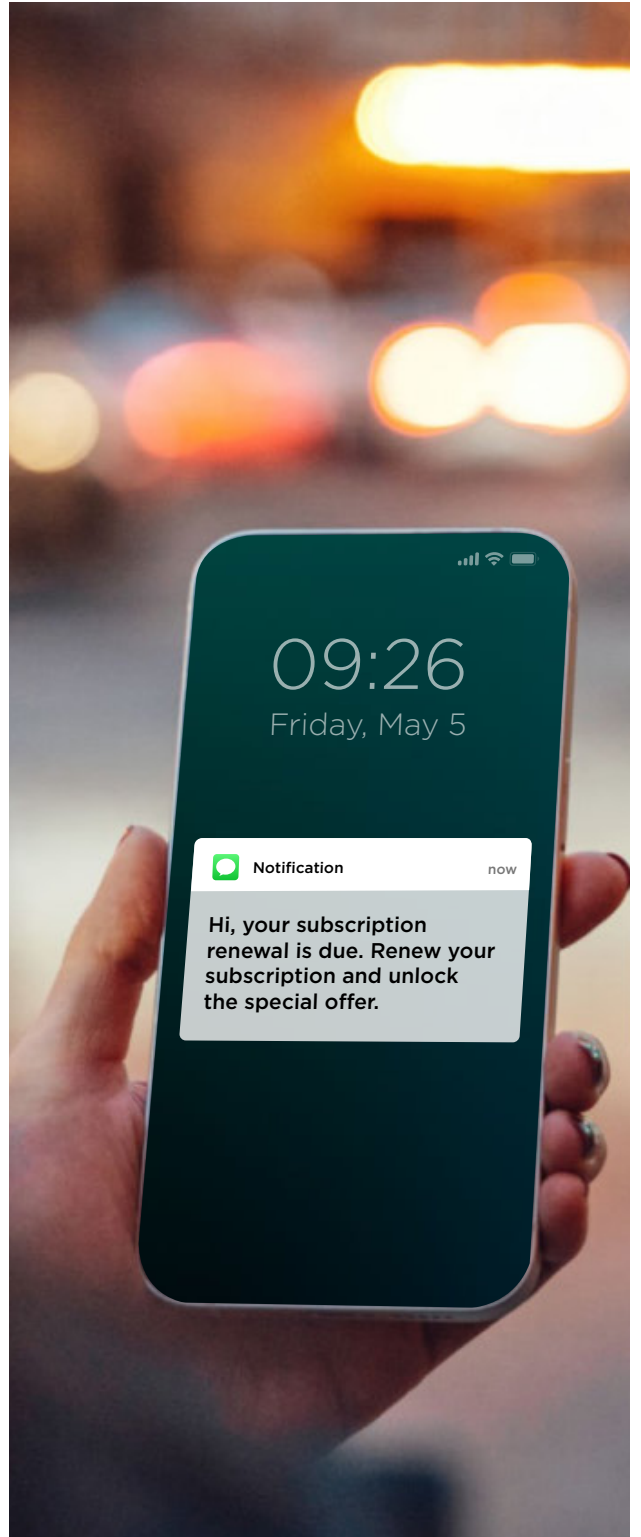 09:26
Friday, May 5
Notification now
Hi, your subscription
renewal is due. Renew your
subscription and unlock
the special offer.